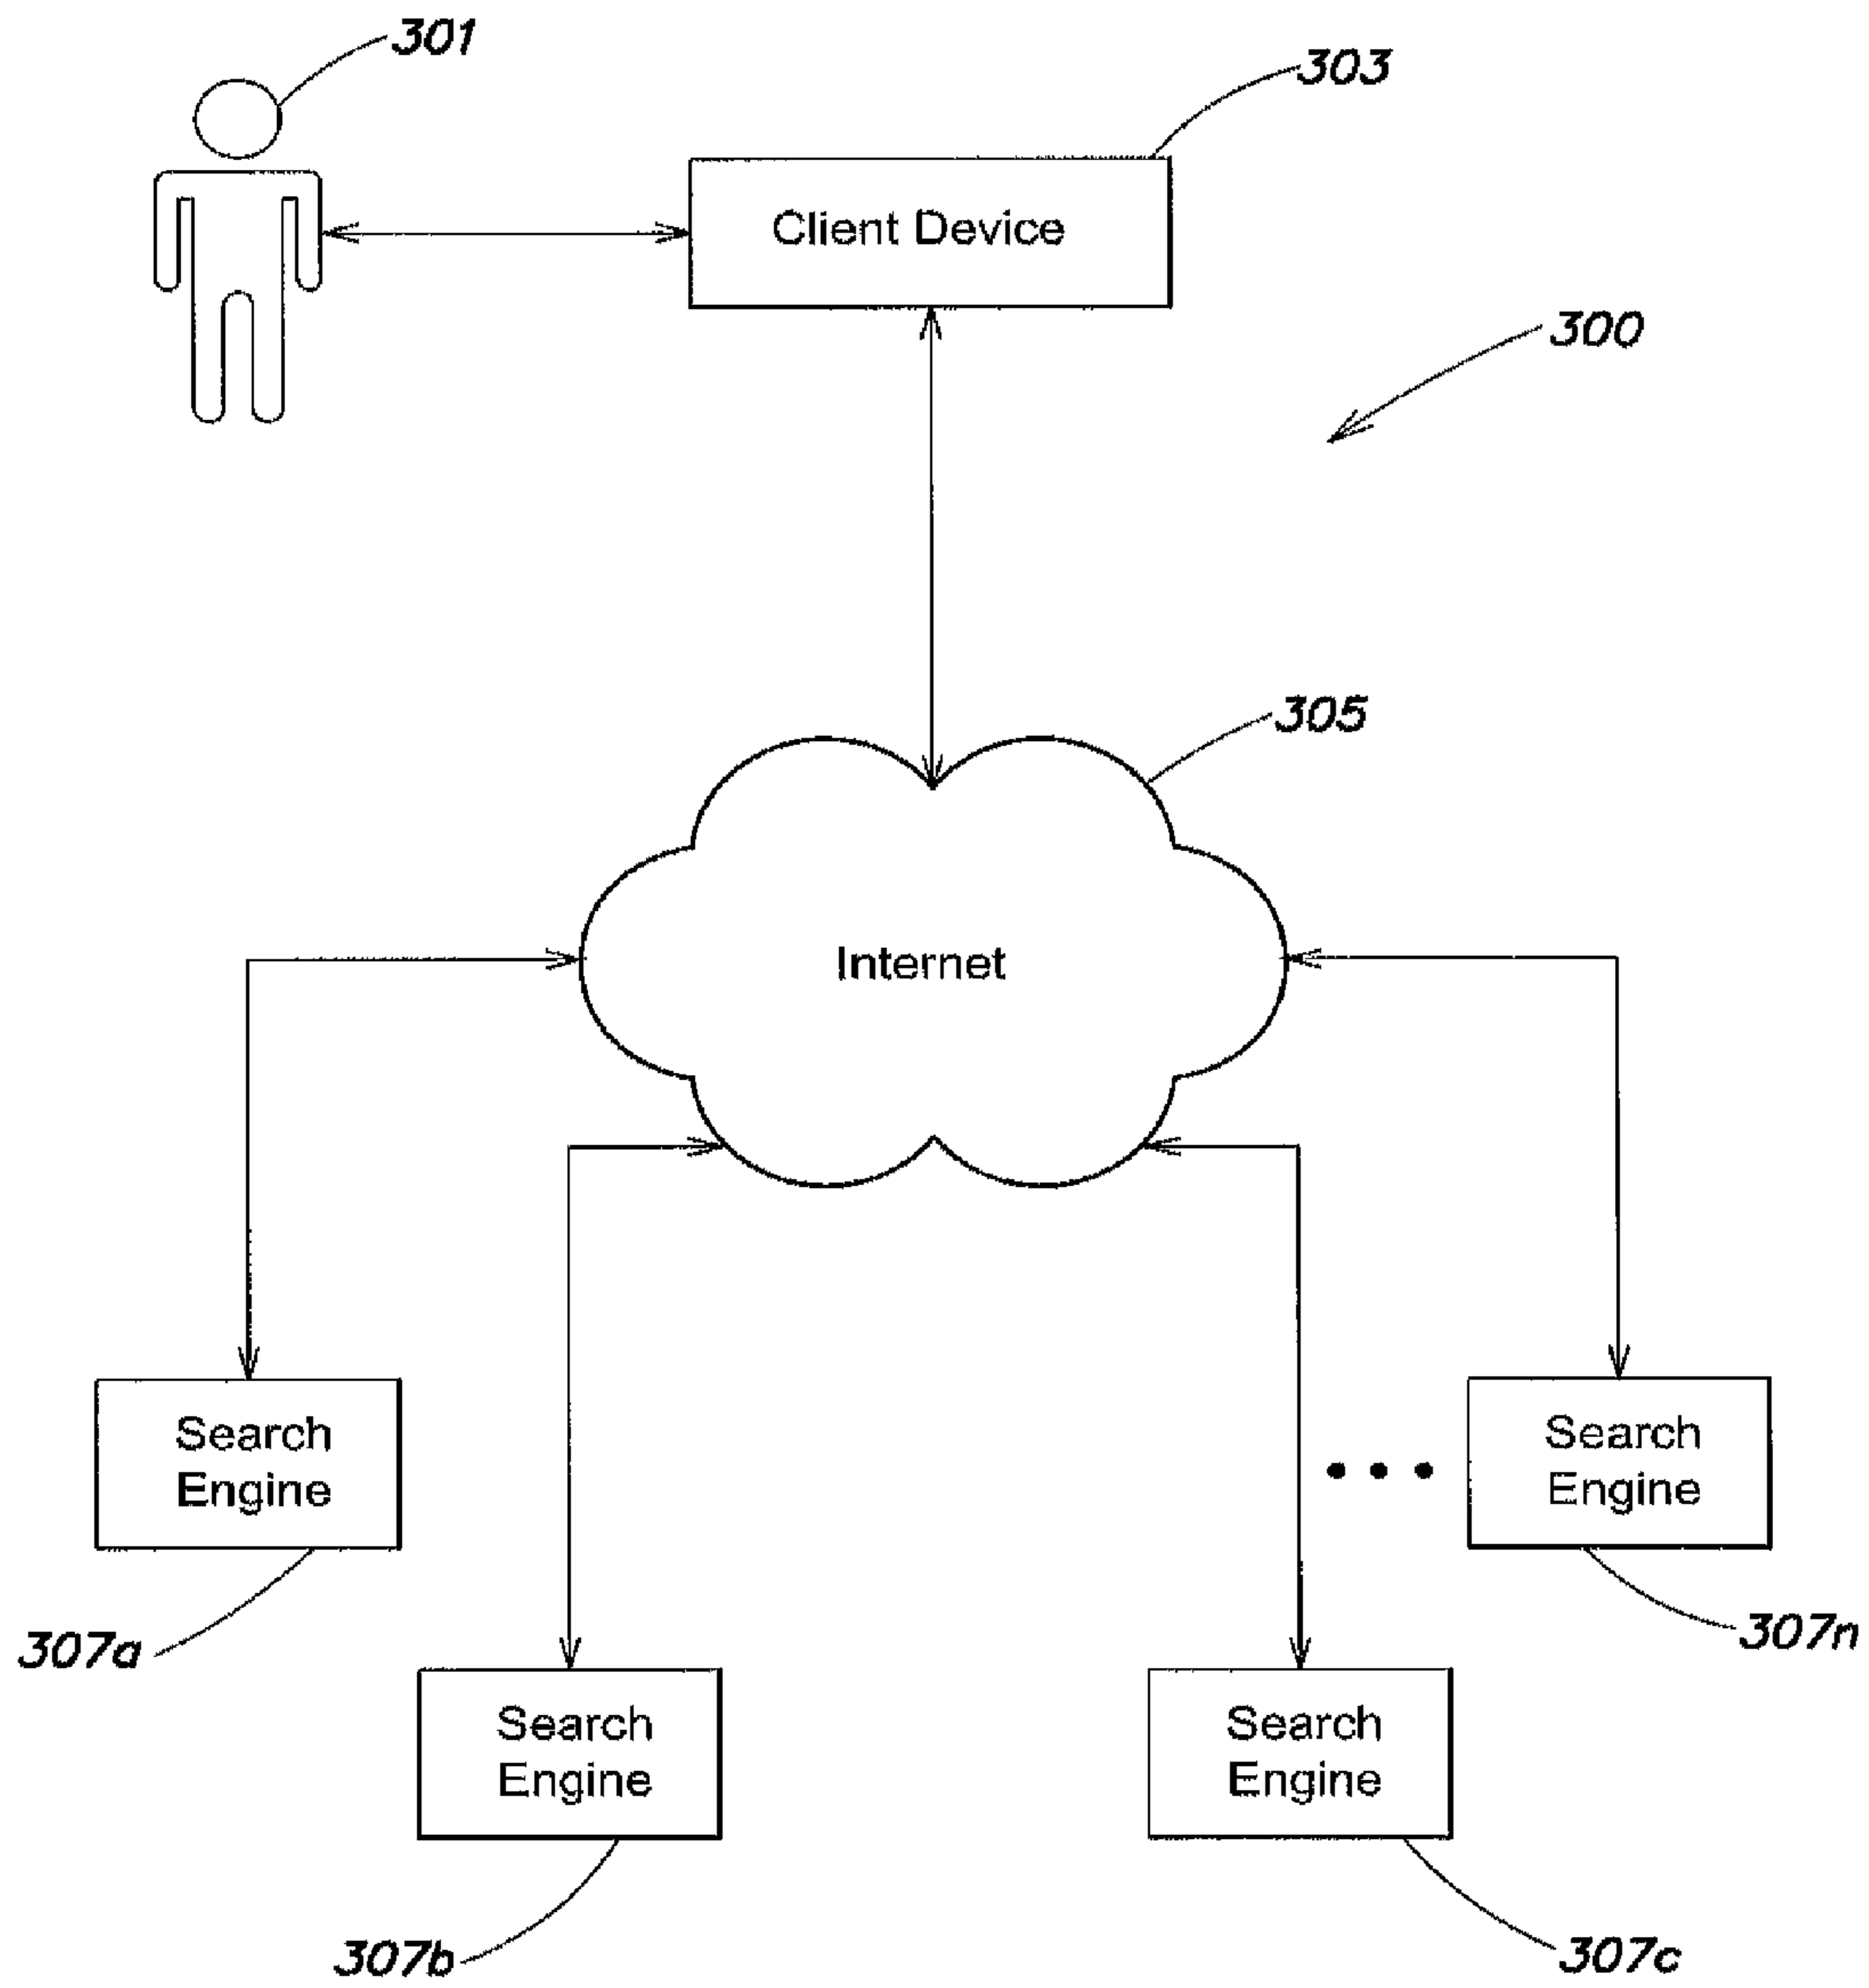 301
303
Client Device
300
305
Internet
Search
Engine
Search
Engine
307a
307n
Search
Engine
Search
Engine
307b
307c